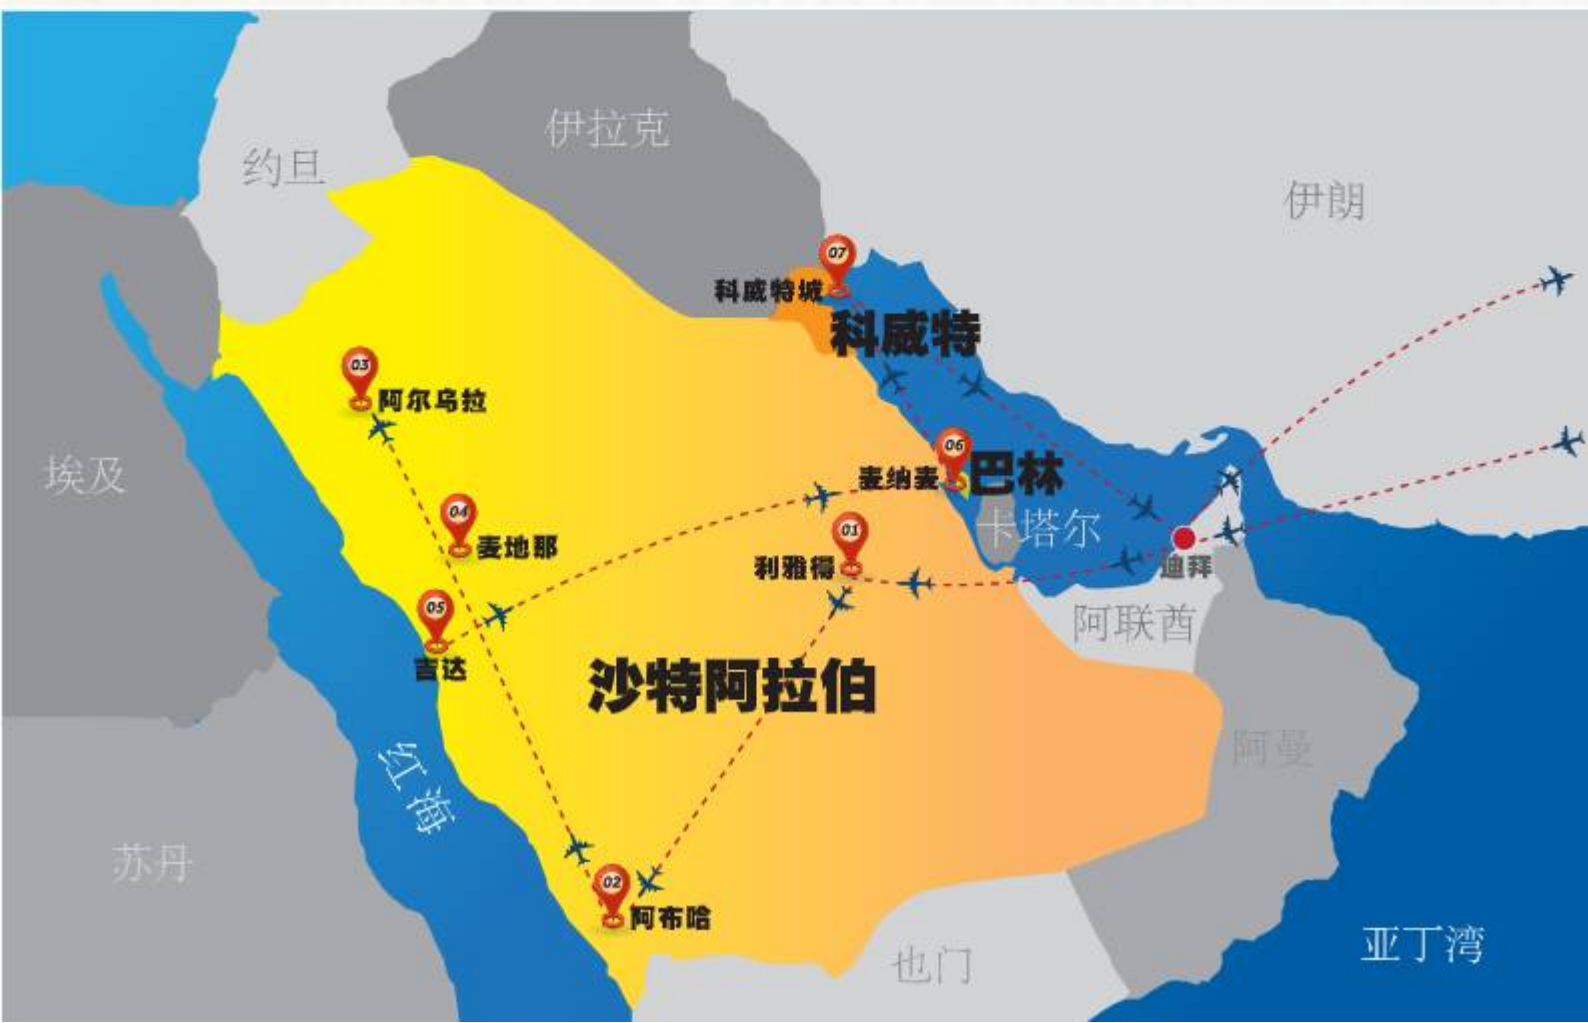 伊拉克
约旦
伊朗
07
科威特城
科威特
03
阿尔乌拉
06
巴林
麦纳麦
埃及
04
麦地那
01
利雅得
卡塔尔
迪拜
05
吉达
阿联酋
沙特阿拉伯
阿曼
红海
苏丹
02
阿布哈
也门
亚丁湾